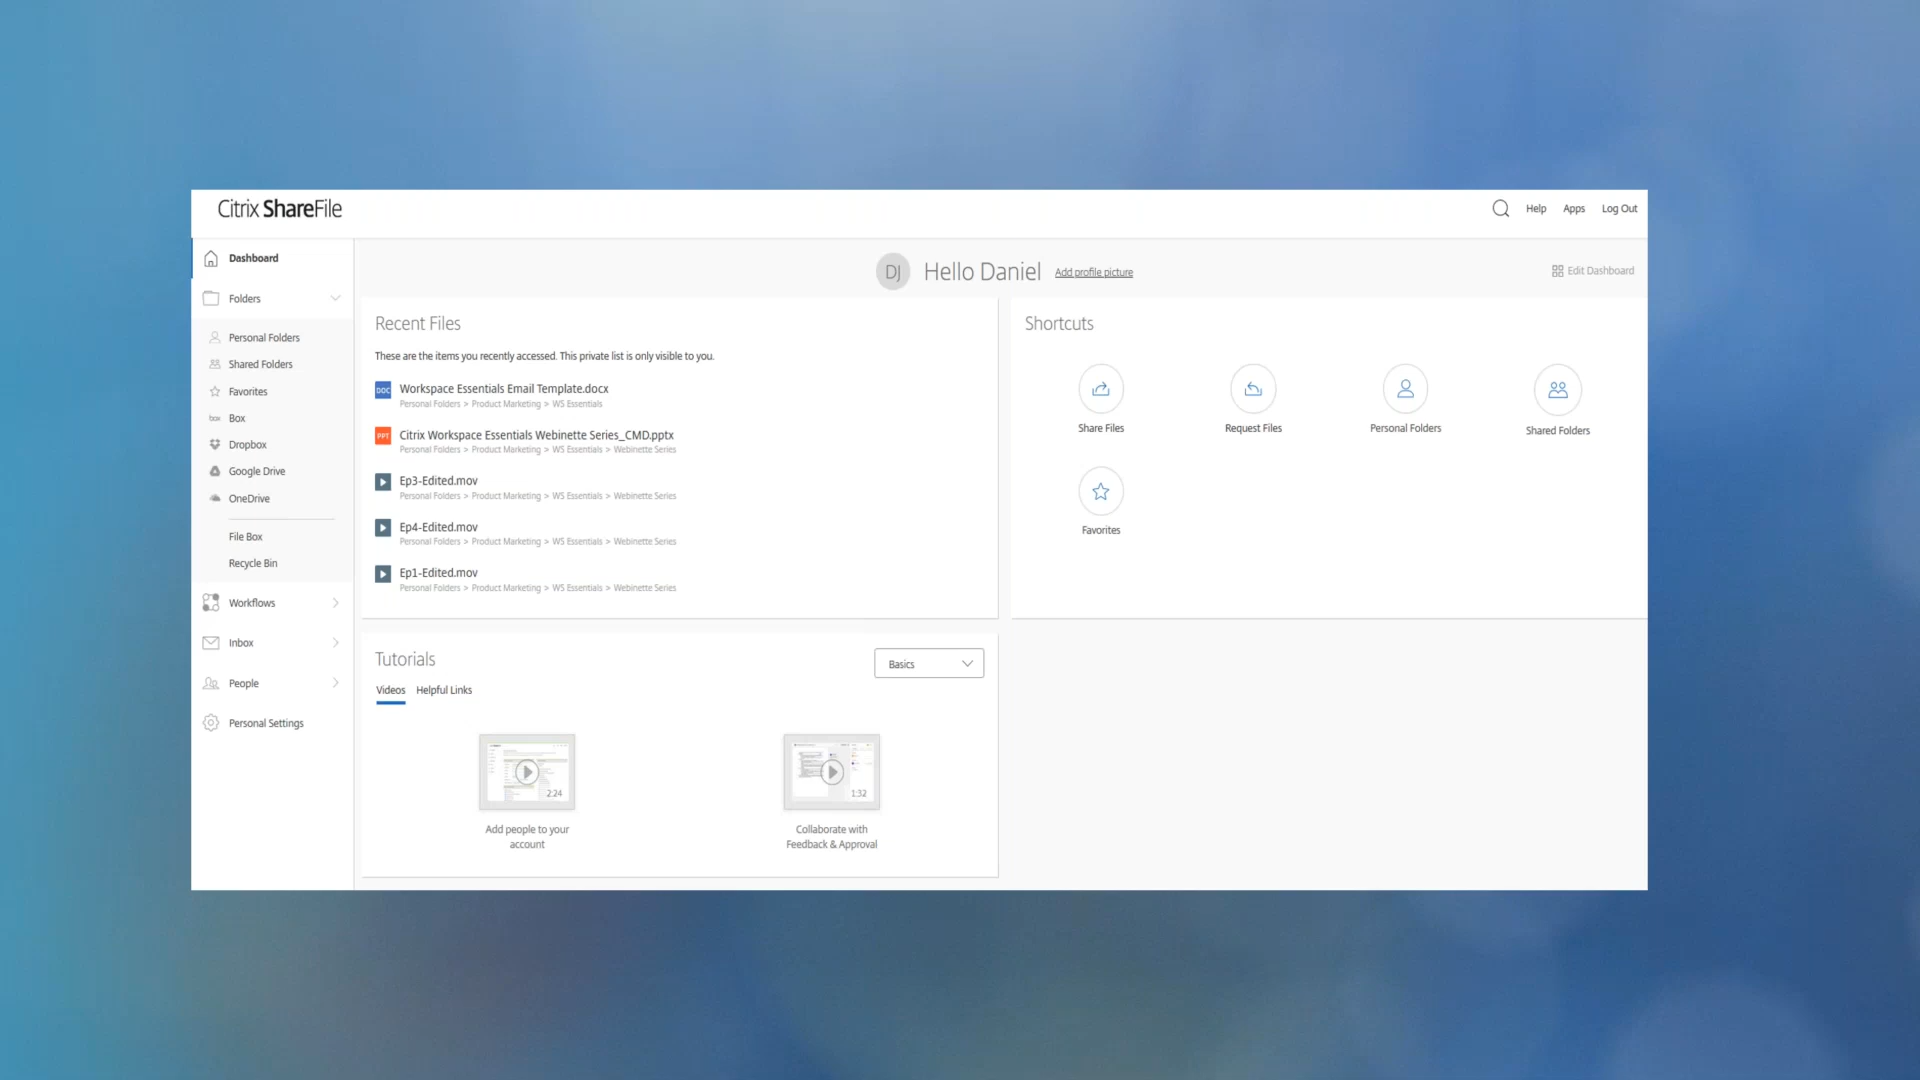 Citrix ShareFile
Help
Apps
Log Out
Dashboard
Folders
Personal Folders
Shared Folders
Favorites
box
Box
Dropbox
Google Drive
OneDrive
File Box
Recycle Bin
Workflows
Inbox
People
Personal Settings
DJ
Hello Daniel
Add profile picture
Edit Dashboard
Recent Files
These are the items you recently accessed. This private list is only visible to you.
DOC
Workspace Essentials Email Template.docx
Personal Folders > Product Marketing > WS Essentials
PPT
Citrix Workspace Essentials Webinette Series_CMD.pptx
Personal Folders > Product Marketing > WS Essentials > Webinette Series
Ep3-Edited.mov
Personal Folders > Product Marketing > WS Essentials > Webinette Series
Ep4-Edited.mov
Personal Folders > Product Marketing > WS Essentials > Webinette Series
Ep1-Edited.mov
Personal Folders > Product Marketing > WS Essentials > Webinette Series
Shortcuts
Share Files
Request Files
Personal Folders
Shared Folders
Favorites
Tutorials
Basics
Videos
Helpful Links
2:24
Add people to your
account
1:32
Collaborate with
Feedback & Approval